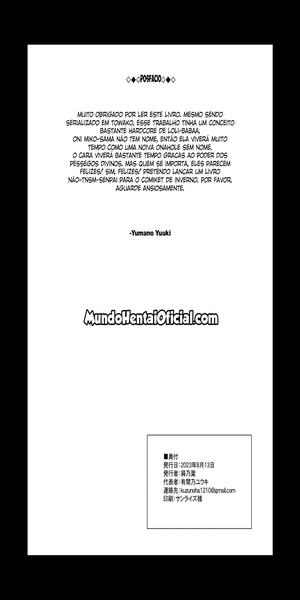 ◇◆◇POSFÁCIO◇◆◇
MUITO OBRIGADO POR LER ESTE LIVRO. MESMO SENDO
SERIALIZADO EM TOWAKO, ESSE TRABALHO TINHA UM CONCEITO
BASTANTE HARDCORE DE LOLI-BABAA.
ONI MIKO-SAMA NÃO TEM NOME, ENTÃO ELA VIVERÁ MUITO
TEMPO COMO UMA NOIVA ONAHOLE SEM NOME.
O CARA VIVERÁ BASTANTE TEMPO GRAÇAS AO PODER DOS
PÊSSEGOS DIVINOS. MAS QUEM SE IMPORTA, ELES PARECEM
FELIZES! SIM, FELIZES! PRETENDO LANÇAR UM LIVRO
NÃO-TNSM-SENPAI PARA O COMIKET DE INVERNO. POR FAVOR,
AGUARDE ANSIOSAMENTE.
-Yumano Yuuki
MundoHentaiOficial.com
■奥付
発行日：2023年8月13日
発行者：葛乃葉
代表者：有間乃ユウキ
連絡先：kuzunoha1210@gmail.com
印刷：サンライズ様